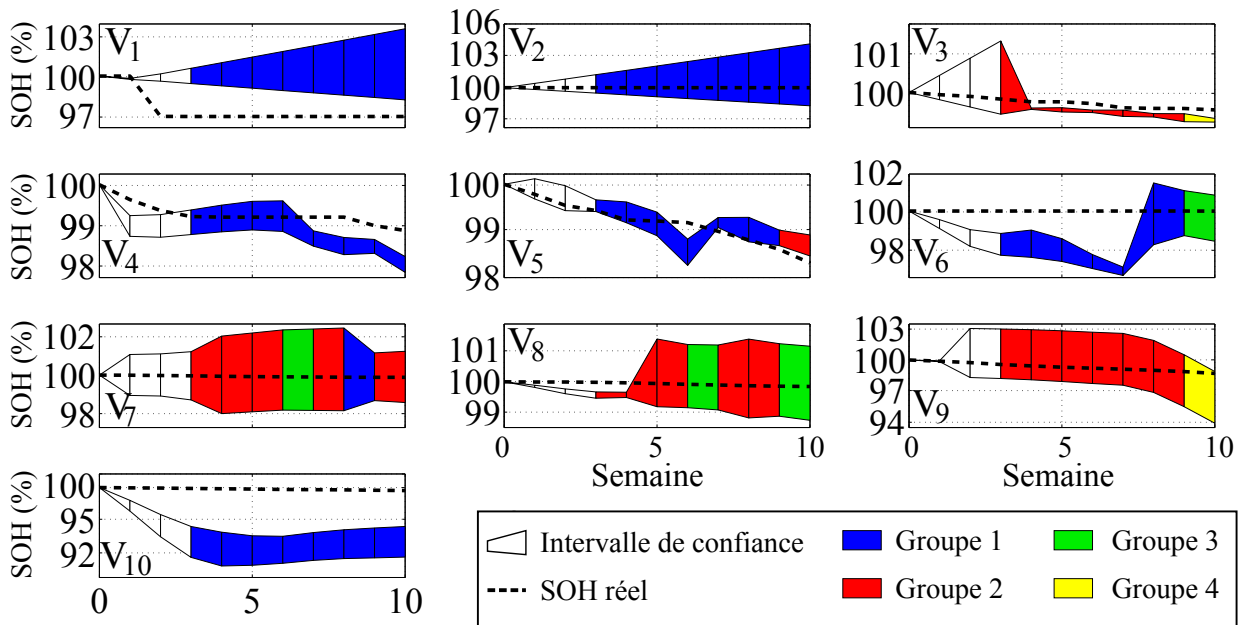 SOH (%)
103
100
97
V1
106
103
100
98
V2
101
100
V3
SOH (%)
100
99
98
V4
100
99
98
V5
102
100
98
V6
SOH (%)
102
100
98
V7
101
100
99
V8
0
5
10
Semaine
103
100
97
94
V9
0
5
10
Semaine
SOH (%)
100
95
92
V10
0
5
10
Intervalle de confiance
SOH réel
Groupe 1
Groupe 2
Groupe 3
Groupe 4